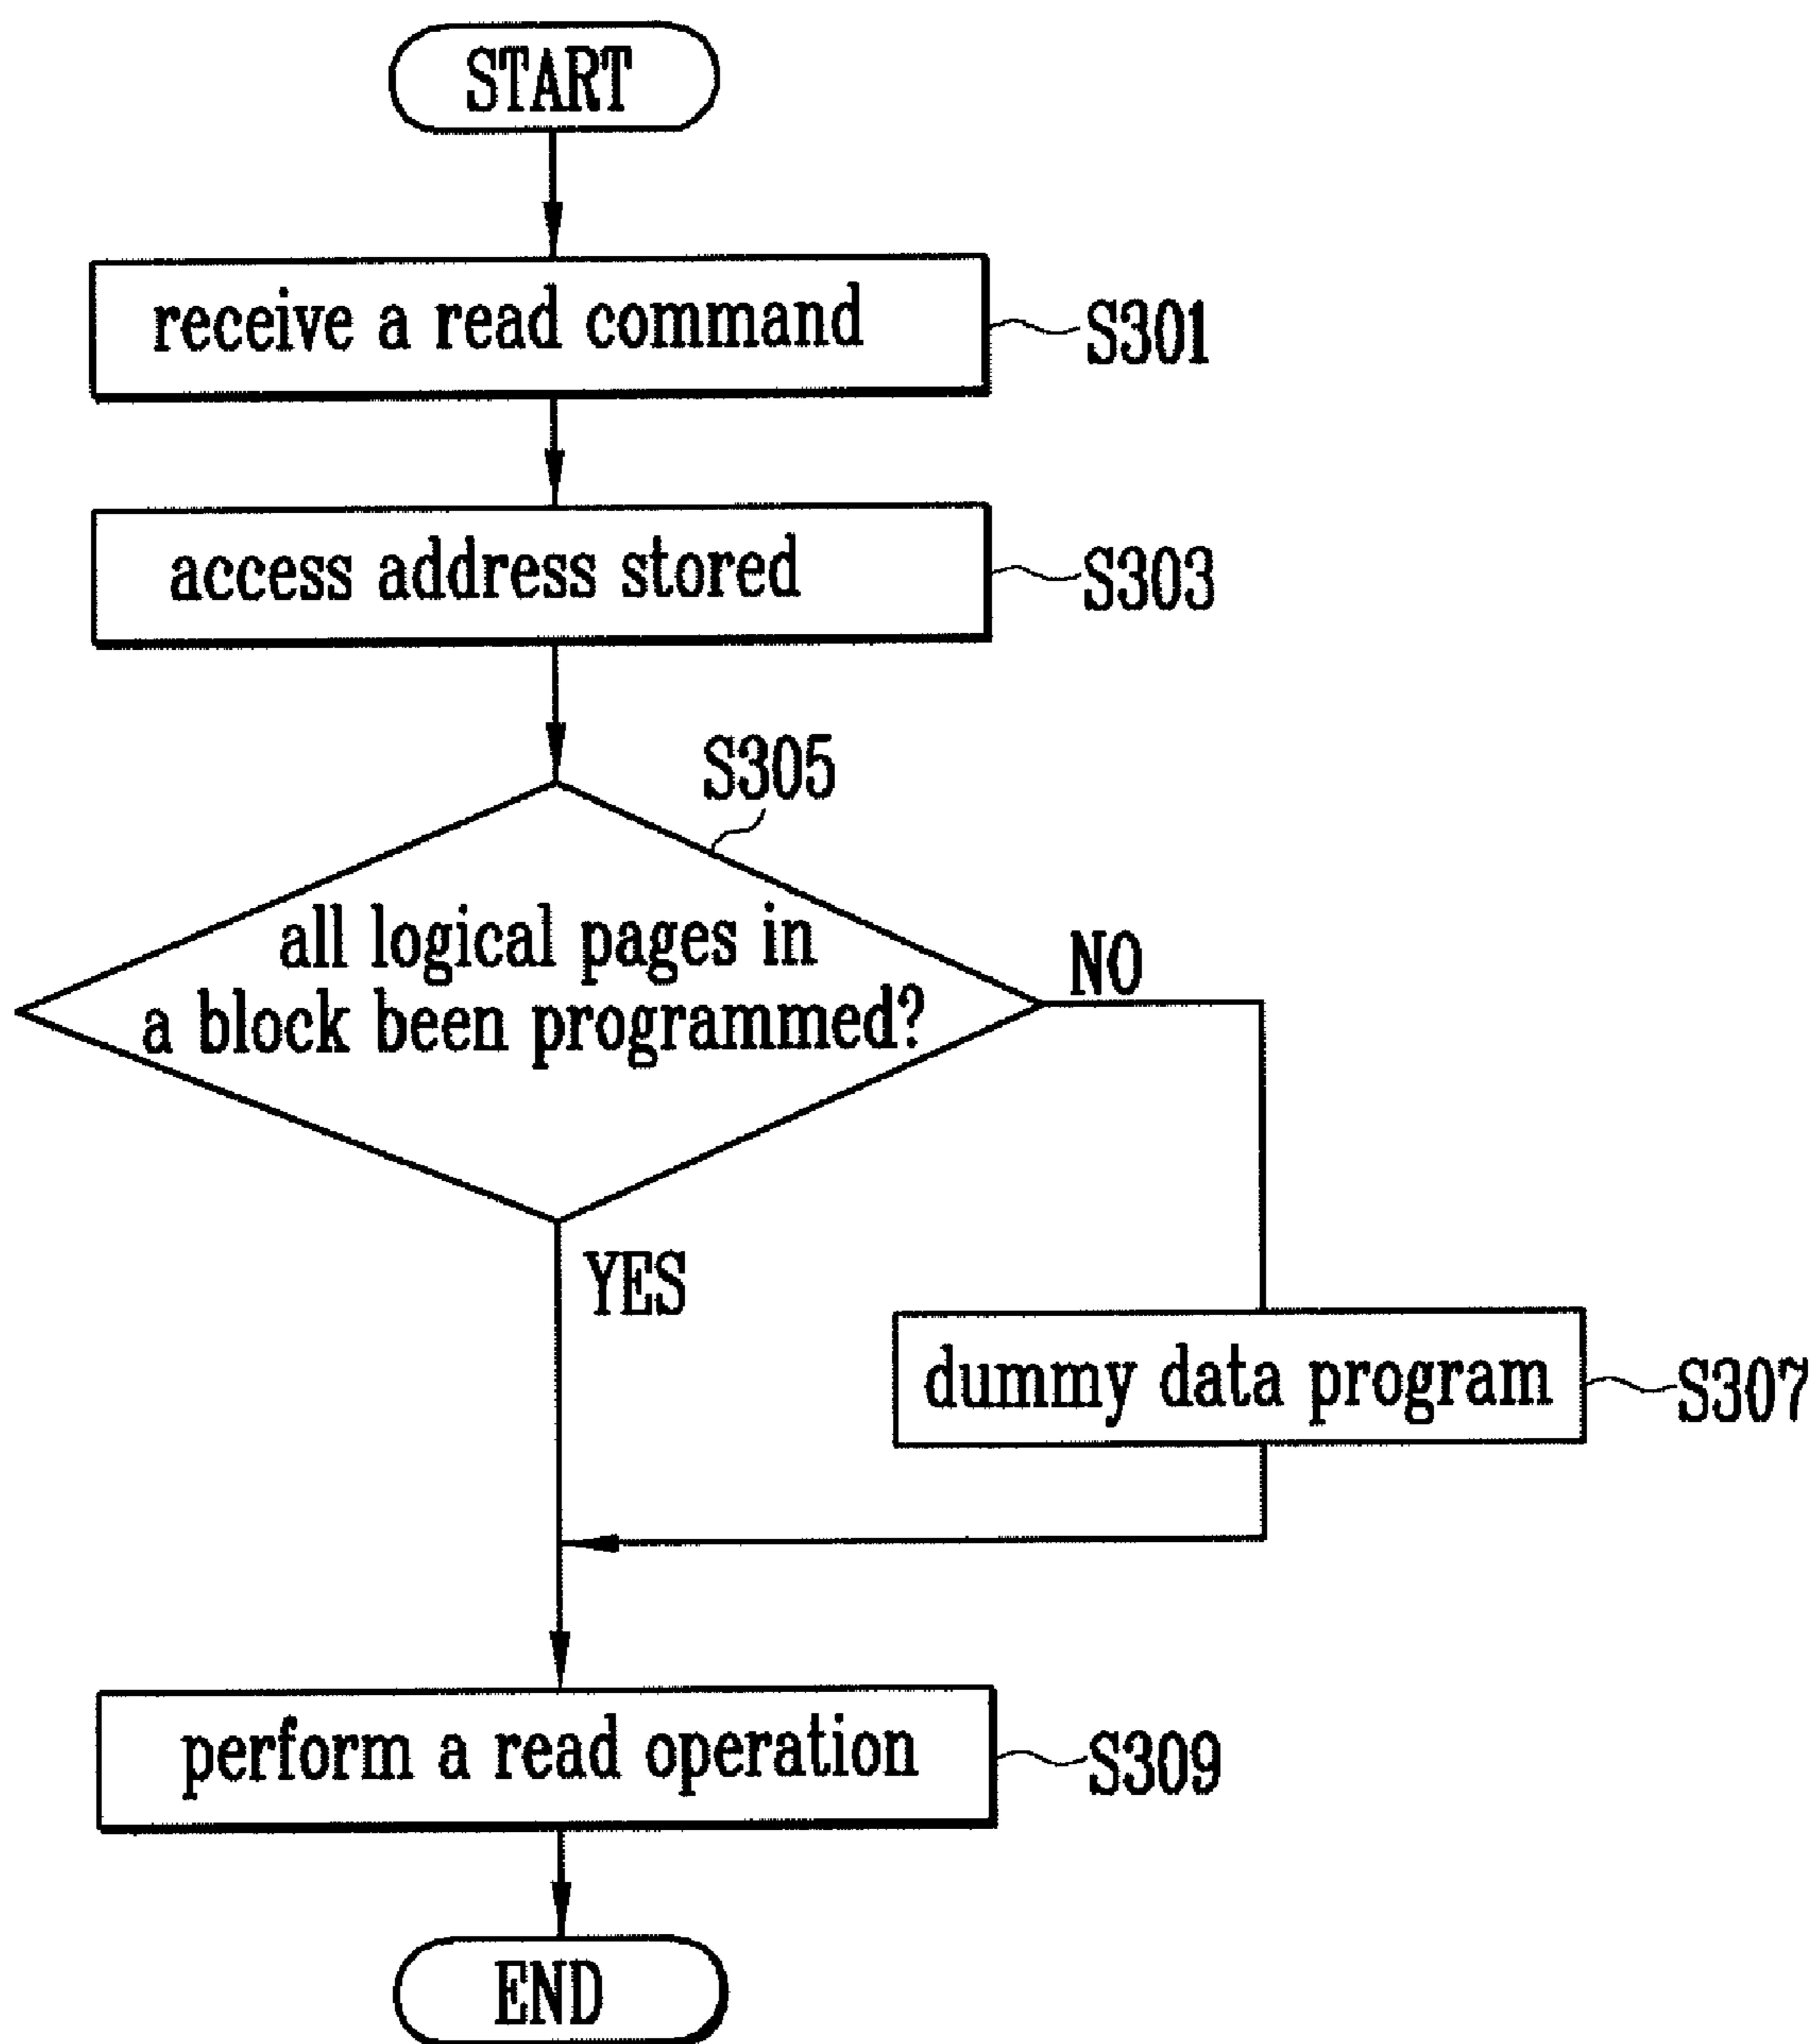 START
receive a read command
S301
access address stored
S303
S305
all logical pages in
a block been programmed?
NO
YES
dummy data program
S307
perform a read operation
S309
END